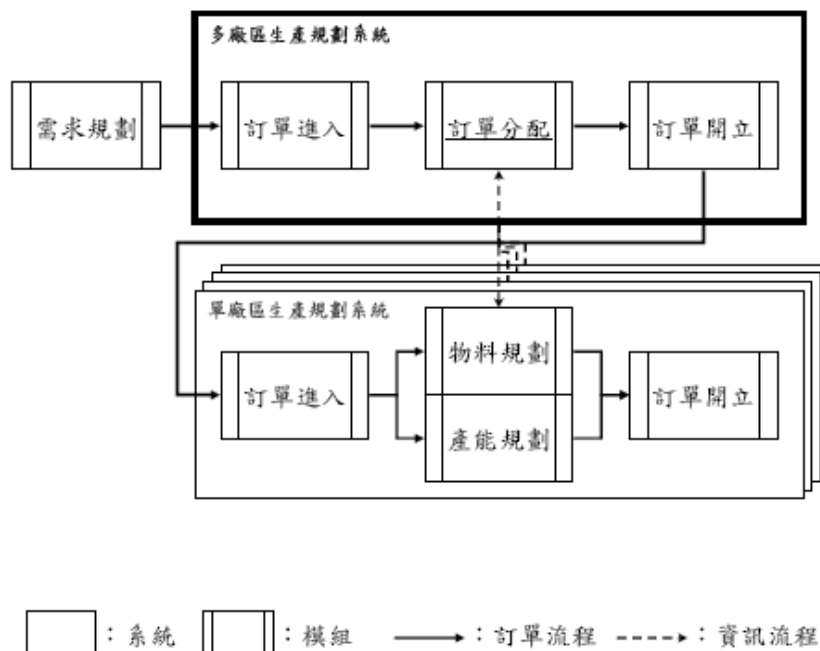 多廠區生產規劃系統
需求規劃
訂單進入
訂單分配
訂單開立
單廠區生產規劃系統
訂單進入
物料規劃
產能規劃
訂單開立
：系統
：模組
：訂單流程
：資訊流程